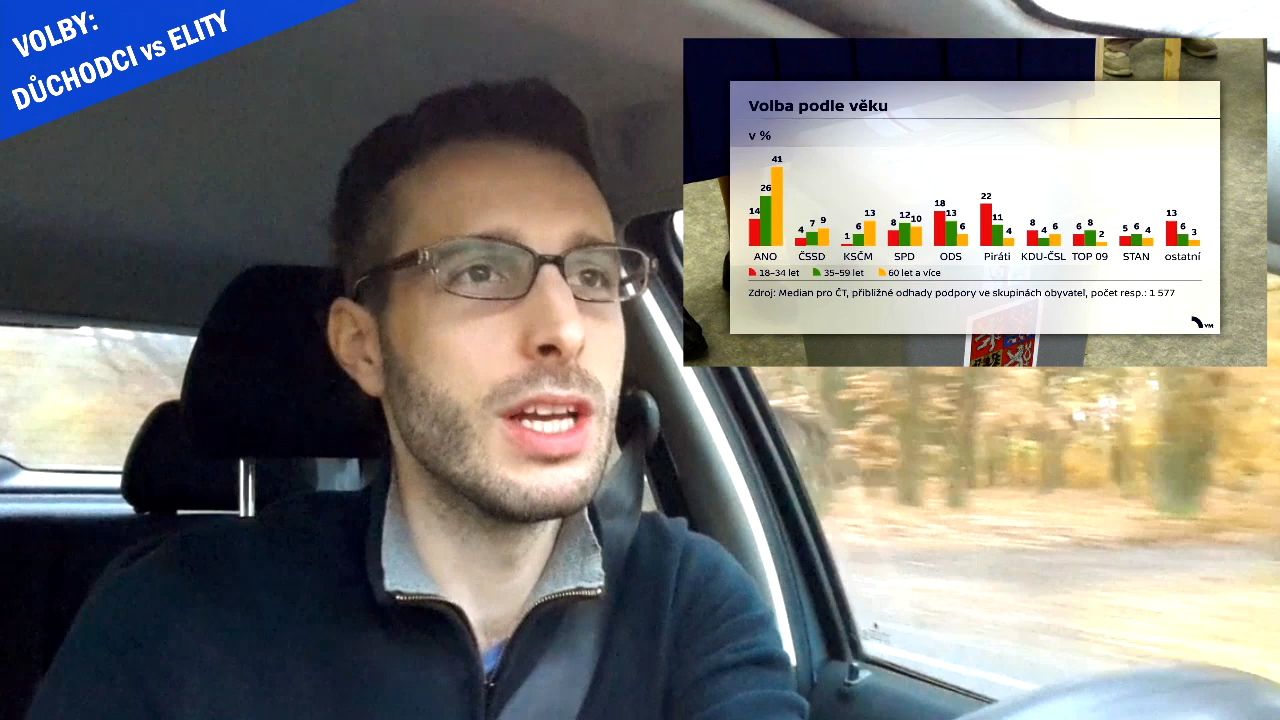 VOLBY:
DŮCHODCI vs ELITY
Volba podle věku
v %
14 26 41
4 7 9
1 6 13
8 12 10
18 13 6
22 11 4
8 4 6
6 8 2
5 6 4
13 6 3
ANO ČSSD KSČM SPD ODS Piráti KDU-ČSL TOP 09 STAN ostatní
18–34 let 35–59 let 60 let a více
Zdroj: Median pro ČT, přibližné odhady podpory ve skupinách obyvatel, počet resp.: 1 577
VM